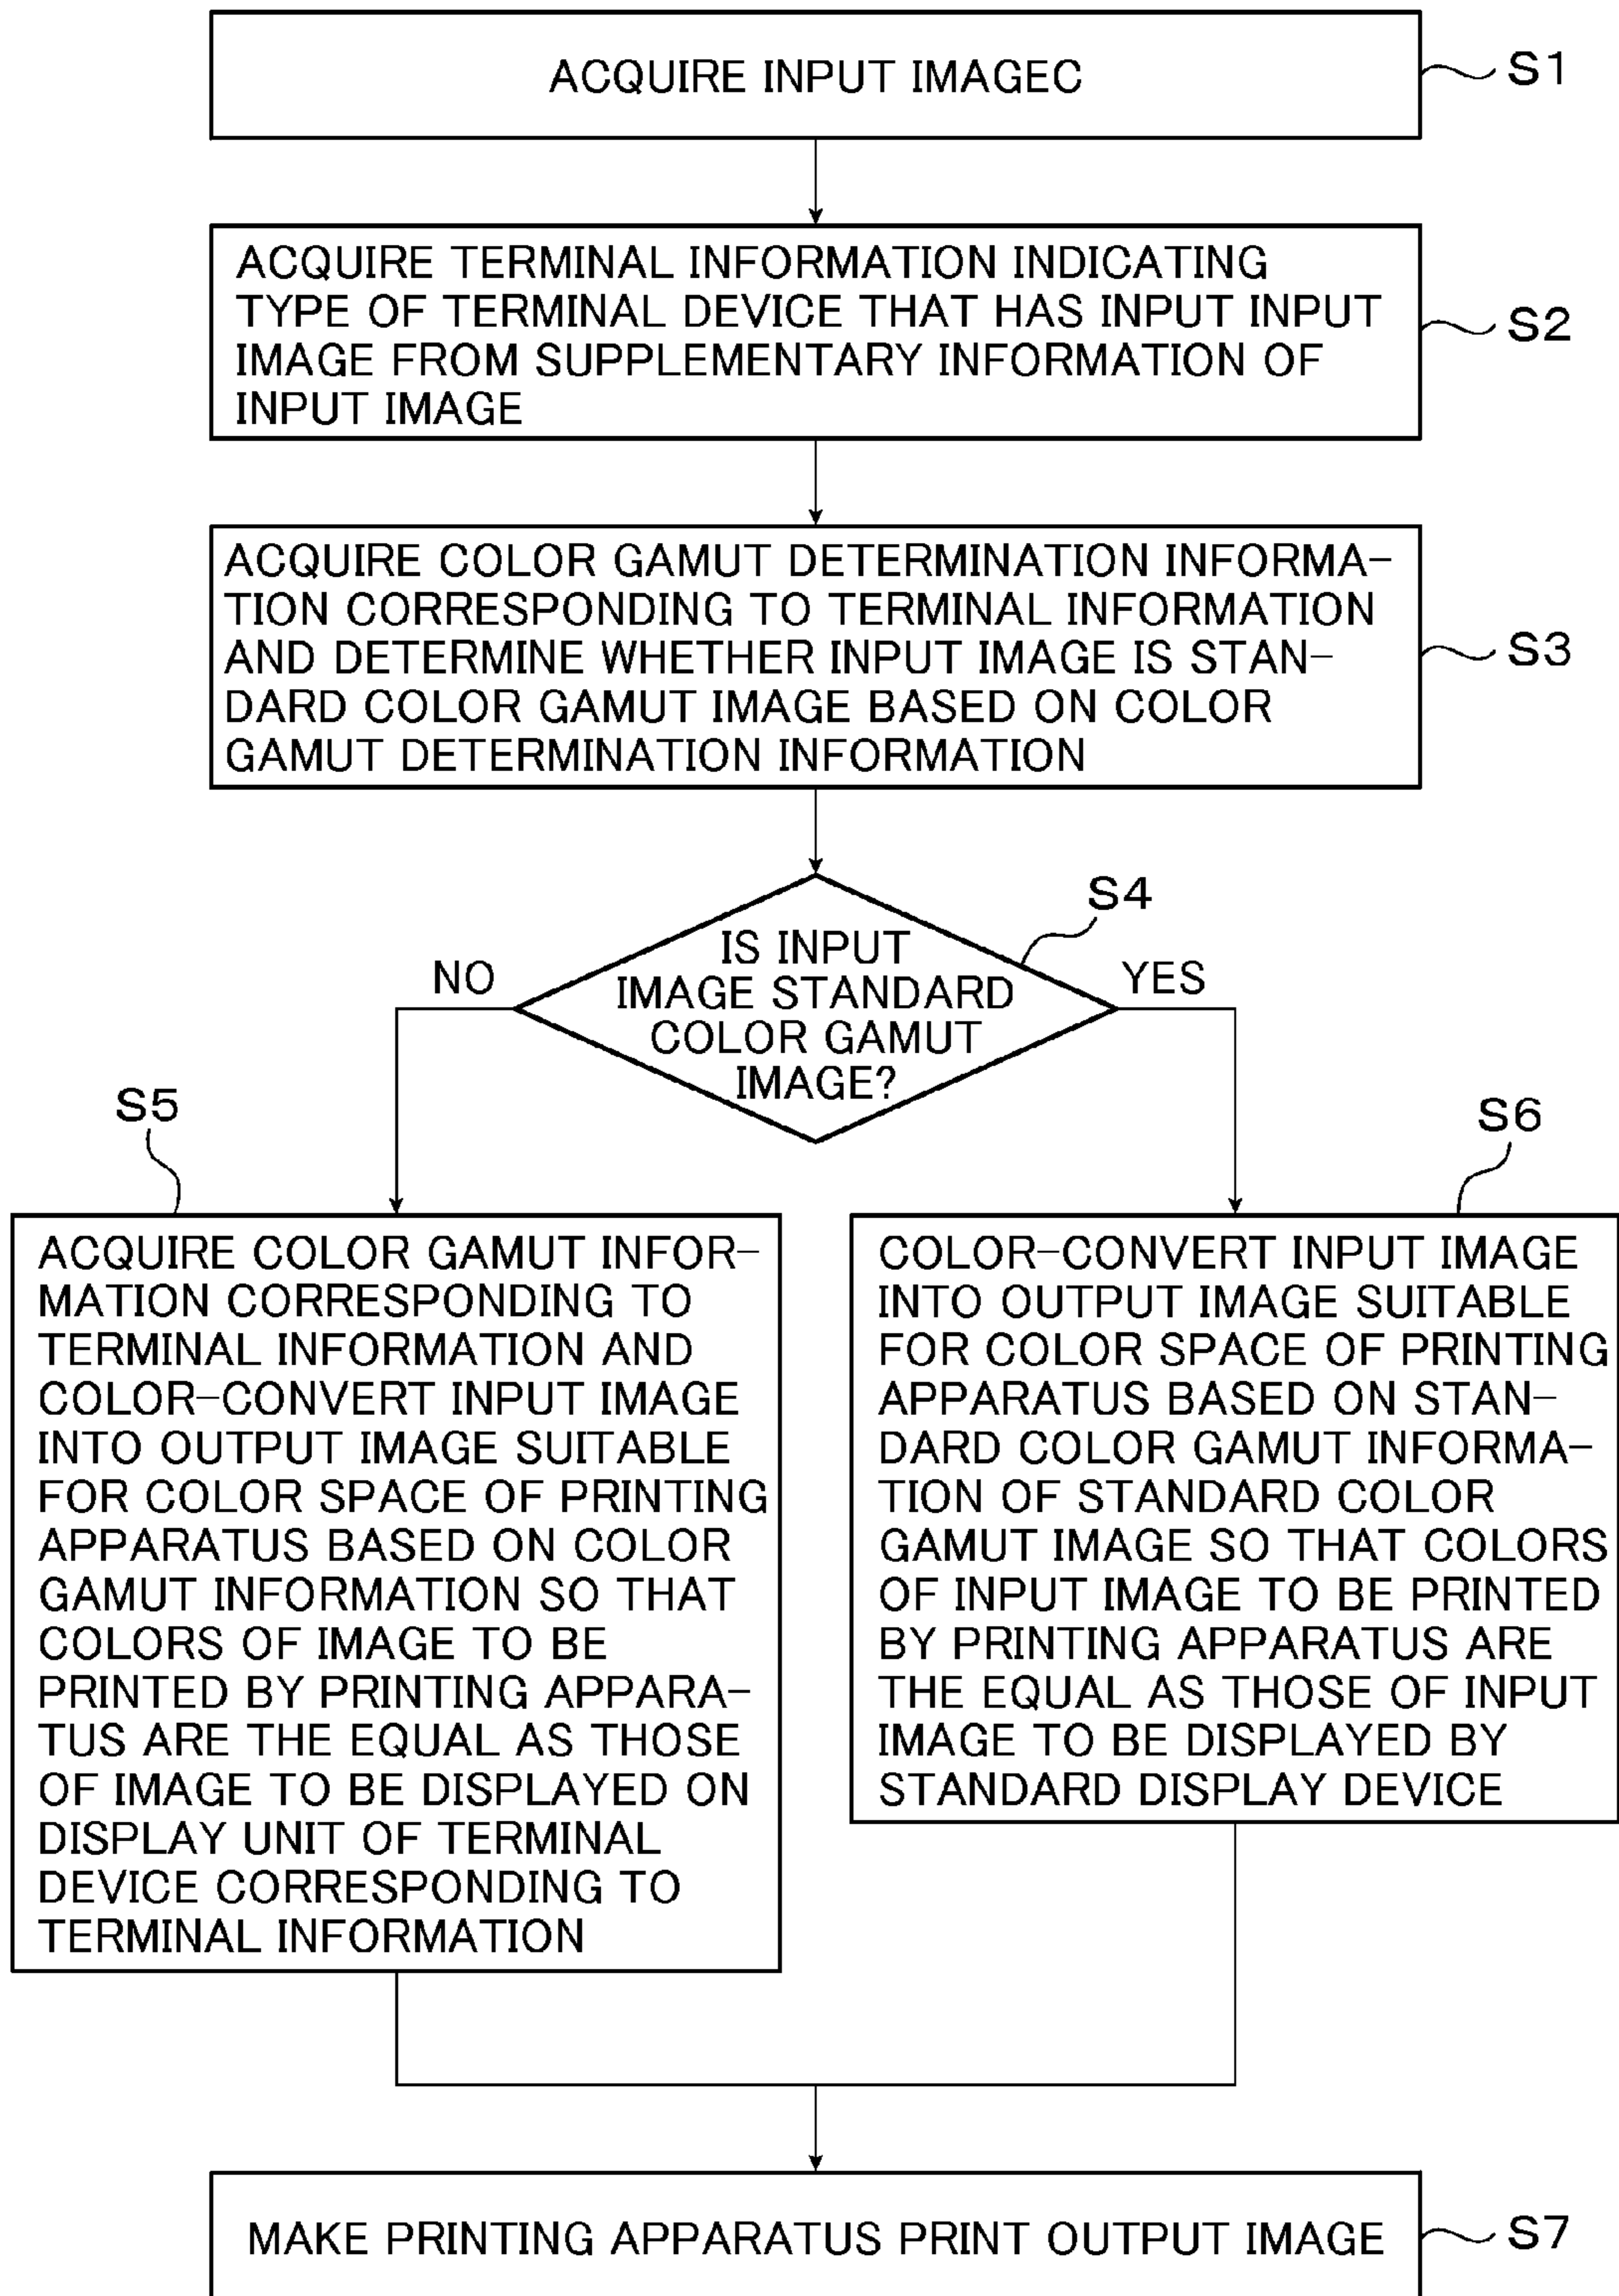 ACQUIRE INPUT IMAGEC
S1
ACQUIRE TERMINAL INFORMATION INDICATING
TYPE OF TERMINAL DEVICE THAT HAS INPUT INPUT
IMAGE FROM SUPPLEMENTARY INFORMATION OF
INPUT IMAGE
S2
ACQUIRE COLOR GAMUT DETERMINATION INFORMA-
TION CORRESPONDING TO TERMINAL INFORMATION
AND DETERMINE WHETHER INPUT IMAGE IS STAN-
DARD COLOR GAMUT IMAGE BASED ON COLOR
GAMUT DETERMINATION INFORMATION
S3
S4
IS INPUT
IMAGE STANDARD
COLOR GAMUT
IMAGE?
NO
YES
S5
ACQUIRE COLOR GAMUT INFOR-
MATION CORRESPONDING TO
TERMINAL INFORMATION AND
COLOR-CONVERT INPUT IMAGE
INTO OUTPUT IMAGE SUITABLE
FOR COLOR SPACE OF PRINTING
APPARATUS BASED ON COLOR
GAMUT INFORMATION SO THAT
COLORS OF IMAGE TO BE
PRINTED BY PRINTING APPARA-
TUS ARE THE EQUAL AS THOSE
OF IMAGE TO BE DISPLAYED ON
DISPLAY UNIT OF TERMINAL
DEVICE CORRESPONDING TO
TERMINAL INFORMATION
S6
COLOR-CONVERT INPUT IMAGE
INTO OUTPUT IMAGE SUITABLE
FOR COLOR SPACE OF PRINTING
APPARATUS BASED ON STAN-
DARD COLOR GAMUT INFORMA-
TION OF STANDARD COLOR
GAMUT IMAGE SO THAT COLORS
OF INPUT IMAGE TO BE PRINTED
BY PRINTING APPARATUS ARE
THE EQUAL AS THOSE OF INPUT
IMAGE TO BE DISPLAYED BY
STANDARD DISPLAY DEVICE
MAKE PRINTING APPARATUS PRINT OUTPUT IMAGE
S7